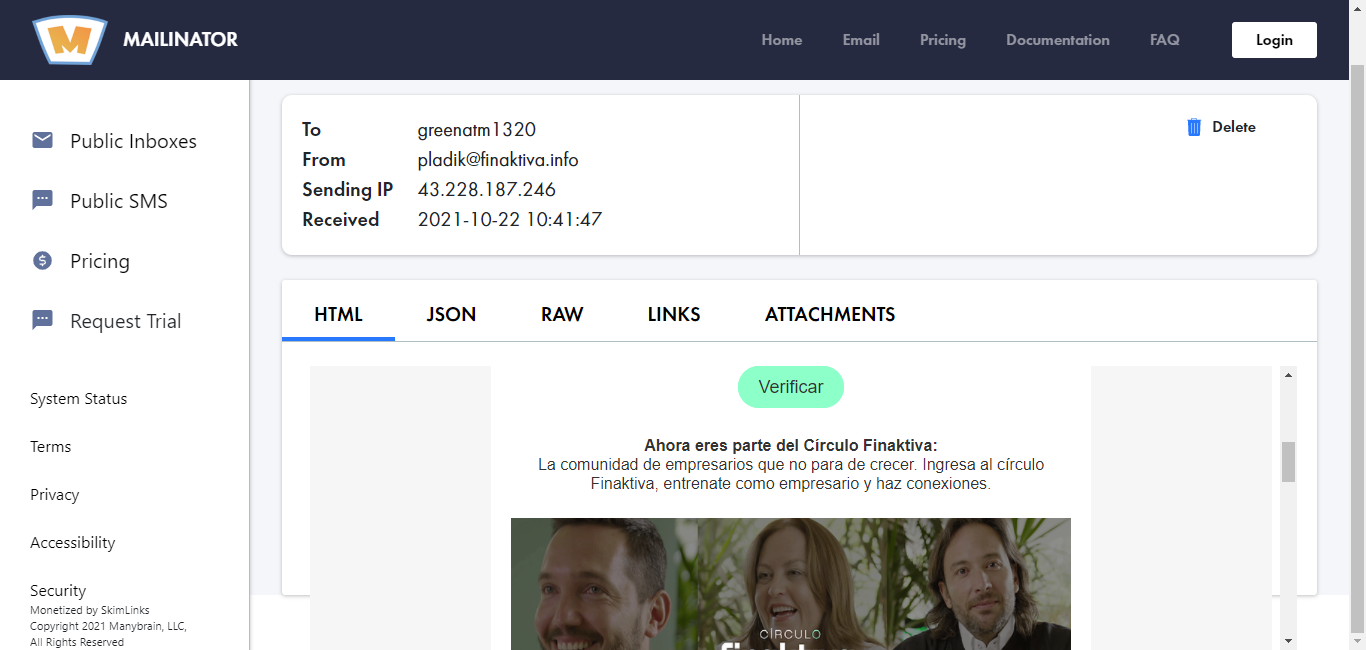 MAILINATOR
Home Email Pricing Documentation FAQ Login
Public Inboxes
Public SMS
Pricing
Request Trial
System Status
Terms
Privacy
Accessibility
Security
Monetized by SkimLinks
Copyright 2021 Manybrain, LLC,
All Rights Reserved
To greenatm1320
From pladik@finaktiva.info
Sending IP 43.228.187.246
Received 2021-10-22 10:41:47
Delete
HTML JSON RAW LINKS ATTACHMENTS
Verificar
Ahora eres parte del Círculo Finaktiva:
La comunidad de empresarios que no para de crecer. Ingresa al círculo
Finaktiva, entrenate como empresario y haz conexiones.
CÍRCULO